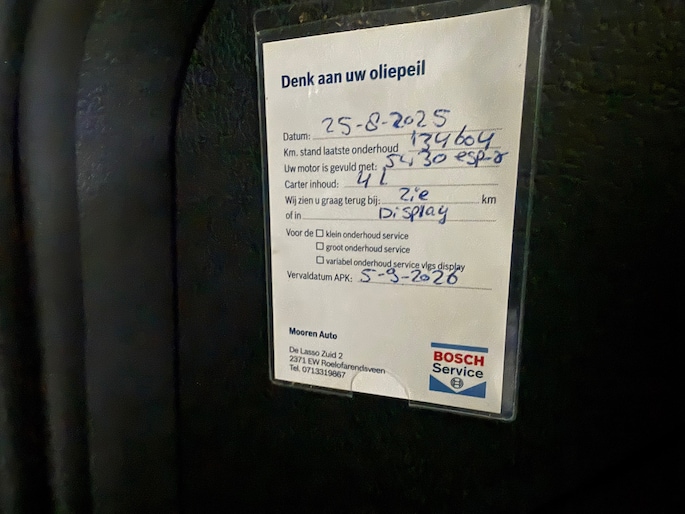 Denk aan uw oliepeil
Datum: 25-8-2025
Km. stand laatste onderhoud 134604
Uw motor is gevuld met: 5W30
Carter inhoud: 4 L
Wij zien u graag terug bij: Zie km
of in Display
Voor de ☐ klein onderhoud service
☐ groot onderhoud service
☐ variabel onderhoud service vlgs display
Vervaldatum APK: 5-9-2026
Mooren Auto
De Lasso Zuid 2
2371 EW Roelofarendsveen
Tel. 0713319867
BOSCH
Service